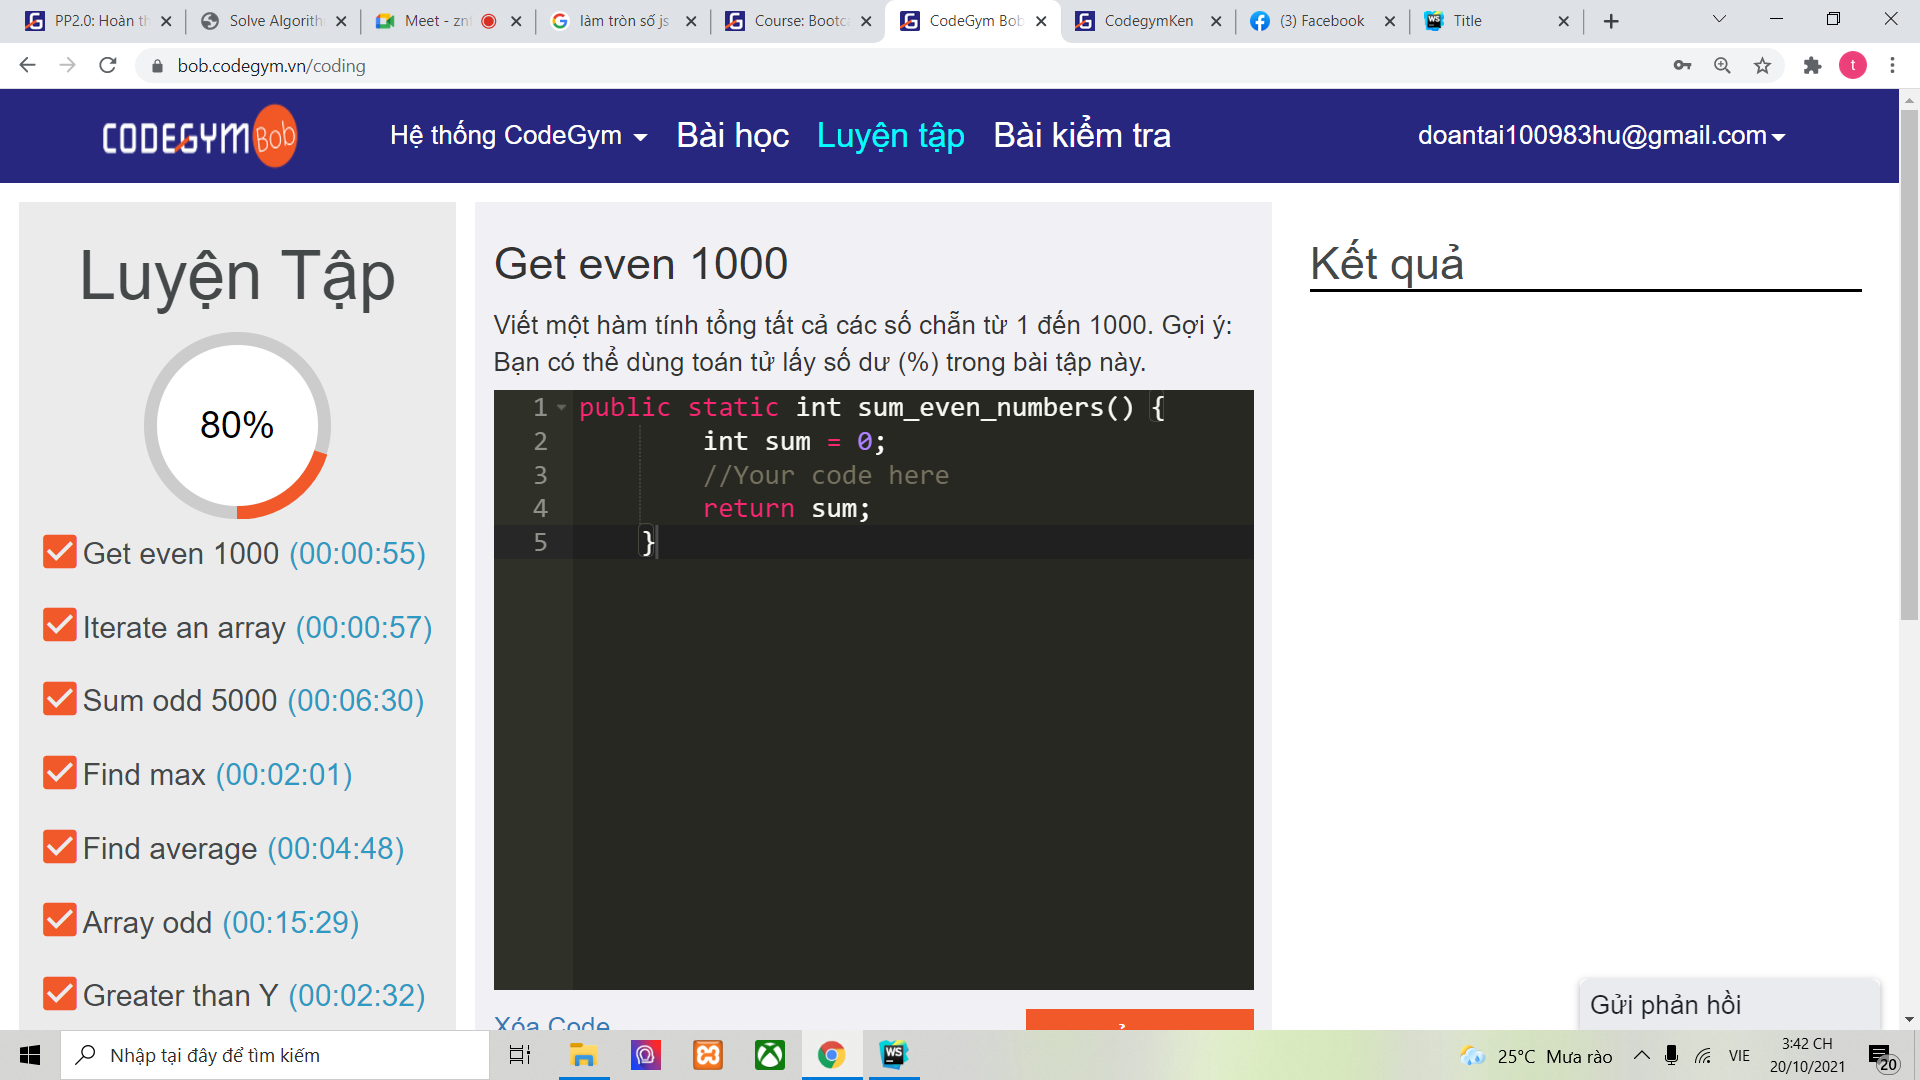 PP2.0: Hoàn th
Solve Algorith
Meet - zn
làm tròn số js
Course: Bootc
CodeGym Bob
CodegymKen
(3) Facebook
Title
bob.codegym.vn/coding
t
CODEGYM Bob
Hệ thống CodeGym
Bài học
Luyện tập
Bài kiểm tra
doantai100983hu@gmail.com
Luyện Tập
80%
Get even 1000 (00:00:55)
Iterate an array (00:00:57)
Sum odd 5000 (00:06:30)
Find max (00:02:01)
Find average (00:04:48)
Array odd (00:15:29)
Greater than Y (00:02:32)
Get even 1000
Viết một hàm tính tổng tất cả các số chẵn từ 1 đến 1000. Gợi ý:
Bạn có thể dùng toán tử lấy số dư (%) trong bài tập này.
1 public static int sum_even_numbers() {
2 int sum = 0;
3 //Your code here
4 return sum;
5 }
Xóa Code
Kết quả
Gửi phản hồi
Nhập tại đây để tìm kiếm
WS
25°C Mưa rào
VIE
3:42 CH
20/10/2021
20